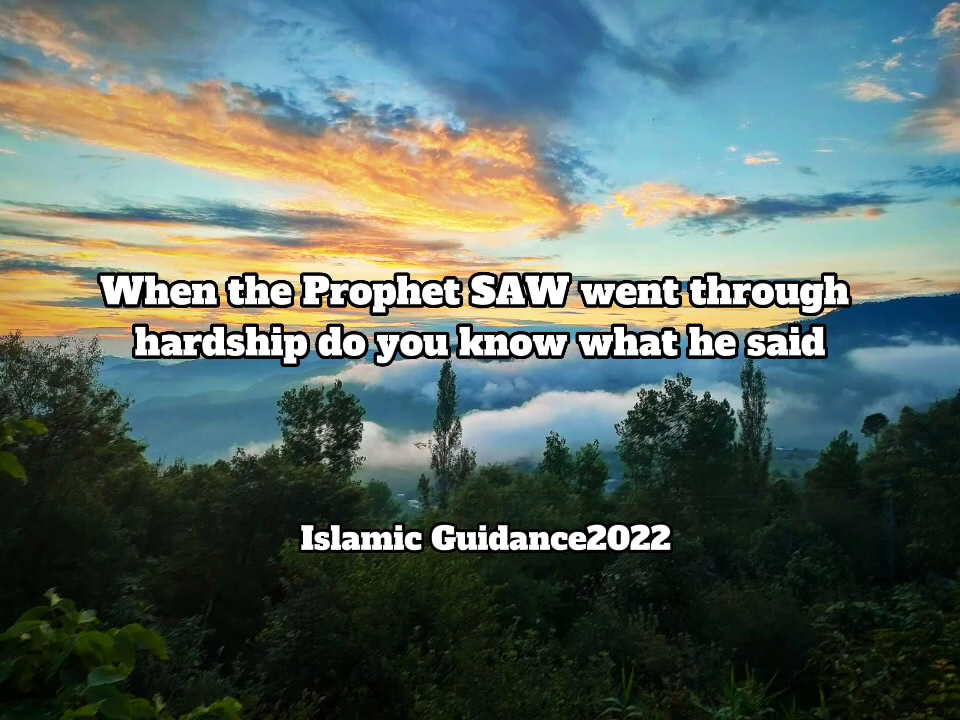 When the Prophet SAW went through
hardship do you know what he said
Islamic Guidance2022